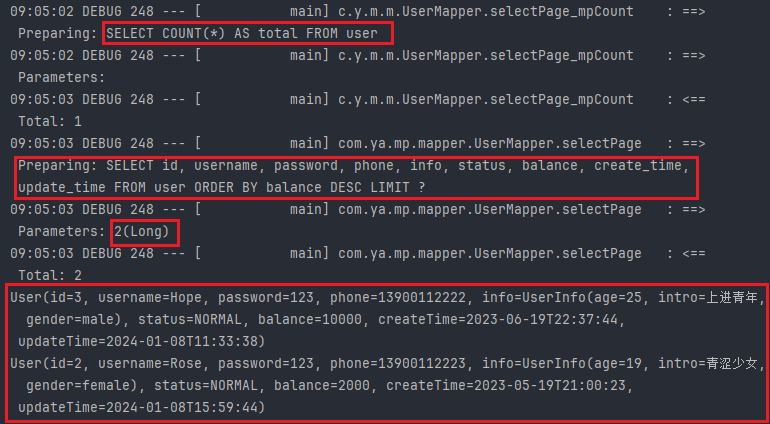 09:05:02 DEBUG 248 --- [           main] c.y.m.m.UserMapper.selectPage_mpCount    : ==>
Preparing: SELECT COUNT(*) AS total FROM user
09:05:02 DEBUG 248 --- [           main] c.y.m.m.UserMapper.selectPage_mpCount    : ==>
Parameters:
09:05:03 DEBUG 248 --- [           main] c.y.m.m.UserMapper.selectPage_mpCount    : <==
Total: 1
09:05:03 DEBUG 248 --- [           main] com.ya.mp.mapper.UserMapper.selectPage   : ==>
Preparing: SELECT id, username, password, phone, info, status, balance, create_time,
update_time FROM user ORDER BY balance DESC LIMIT ?
09:05:03 DEBUG 248 --- [           main] com.ya.mp.mapper.UserMapper.selectPage   : ==>
Parameters: 2(Long)
09:05:03 DEBUG 248 --- [           main] com.ya.mp.mapper.UserMapper.selectPage   : <==
Total: 2
User(id=3, username=Hope, password=123, phone=13900112222, info=UserInfo(age=25, intro=上进青年,
gender=male), status=NORMAL, balance=10000, createTime=2023-06-19T22:37:44,
updateTime=2024-01-08T11:33:38)
User(id=2, username=Rose, password=123, phone=13900112223, info=UserInfo(age=19, intro=青涩少女,
gender=female), status=NORMAL, balance=2000, createTime=2023-05-19T21:00:23,
updateTime=2024-01-08T15:59:44)